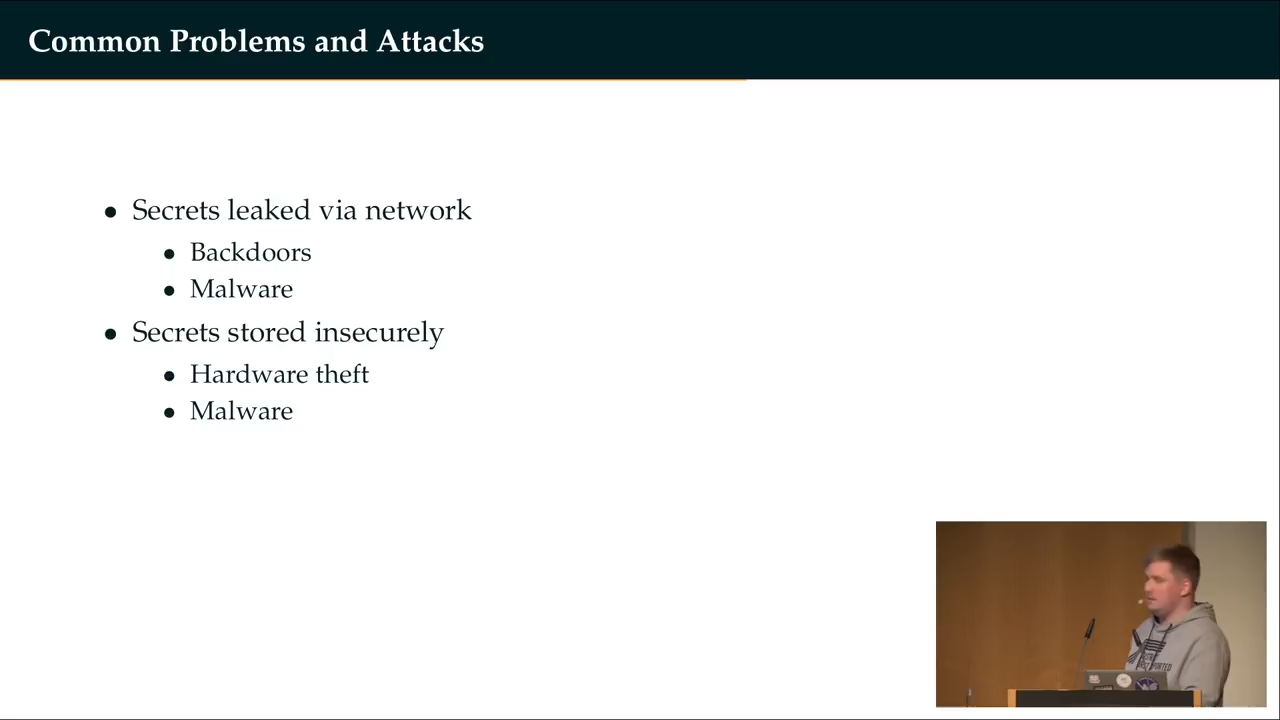 Common Problems and Attacks
• Secrets leaked via network
• Backdoors
• Malware
• Secrets stored insecurely
• Hardware theft
• Malware